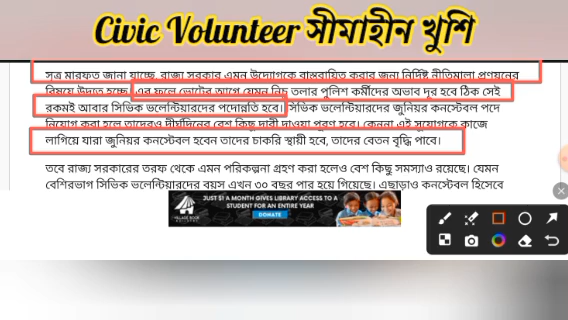 Civic Volunteer সীমাহীন খুশি
সূত্র মারফত জানা যাচ্ছে, রাজ্য সরকার এমন উদ্যোগকে বাস্তবায়িত করার জন্য নির্দিষ্ট নীতিমালা প্রণয়নের
বিষয়ে উদ্যত হচ্ছে, এর ফলে ভোটের আগে যেমন নিচু তলার পুলিশ কর্মীদের অভাব দূর হবে ঠিক সেই
রকমই আবার সিভিক ভলেন্টিয়ারদের পদোন্নতি হবে। সিভিক ভলেন্টিয়ারদের জুনিয়র কনস্টেবল পদে
নিয়োগ করা হলে তাদেরও দীর্ঘদিনের বেশ কিছু দাবী দাওয়া পূরণ হবে। কেননা এই সুযোগকে কাজে
লাগিয়ে যারা জুনিয়র কনস্টেবল হবেন তাদের চাকরি স্থায়ী হবে, তাদের বেতন বৃদ্ধি পাবে।
তবে রাজ্য সরকারের তরফ থেকে এমন পরিকল্পনা গ্রহণ করা হলেও বেশ কিছু সমস্যাও রয়েছে। যেমন
বেশিরভাগ সিভিক ভলেন্টিয়ারদের বয়স এখন ৩০ বছর পার হয়ে গিয়েছে। এছাড়াও কনস্টেবল হিসেবে
JUST $1 A MONTH GIVES LIBRARY ACCESS TO A
STUDENT FOR AN ENTIRE YEAR
DONATE